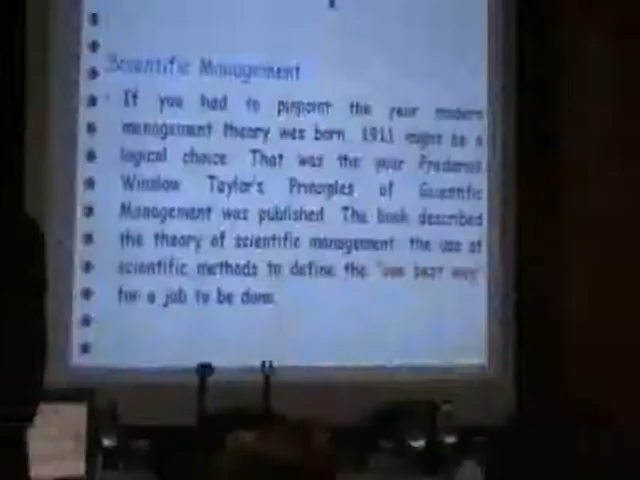 Scientific Management
If you had to pinpoint the year modern
management theory was born, 1911 might be a
logical choice. That was the year Frederick
Winslow Taylor's Principles of Scientific
Management was published. The book described
the theory of scientific management: the use of
scientific methods to define the "one best way"
for a job to be done.